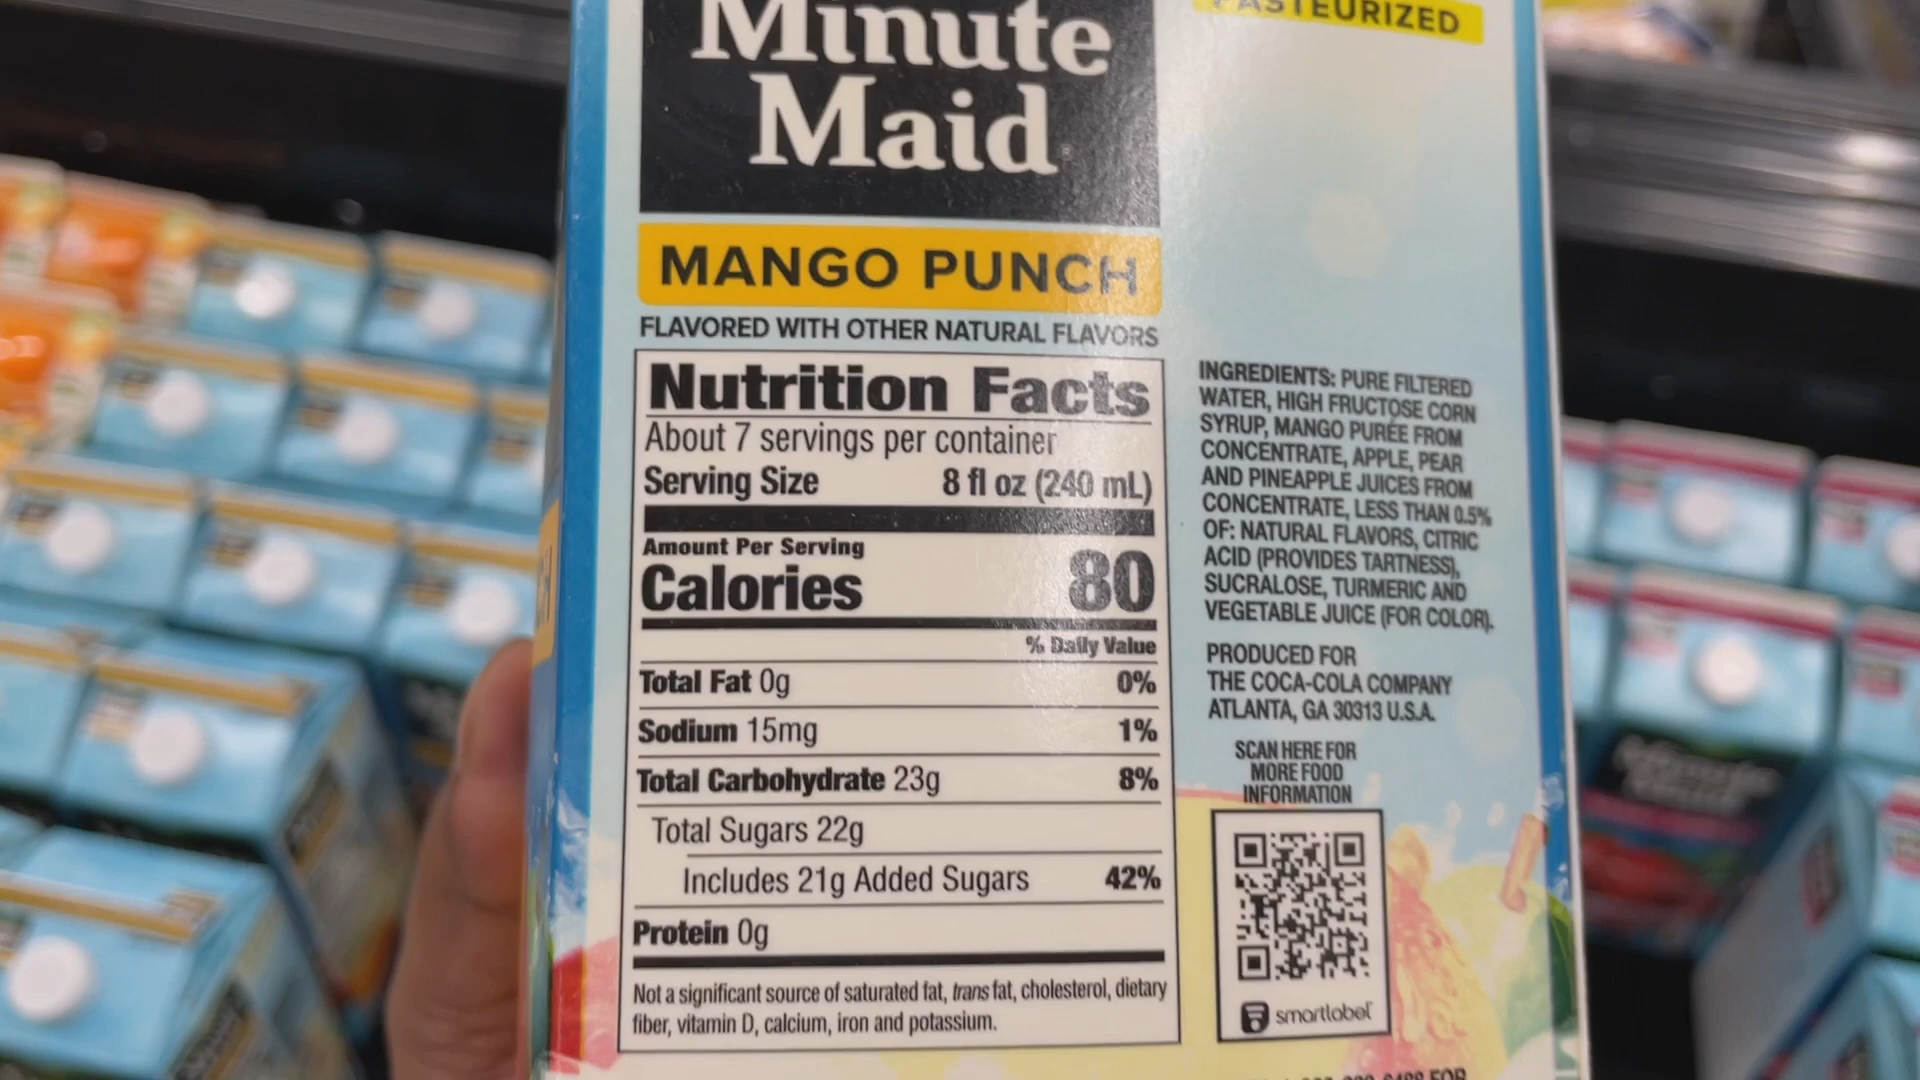 Minute
Maid
PASTEURIZED
MANGO PUNCH
FLAVORED WITH OTHER NATURAL FLAVORS
Nutrition Facts
About 7 servings per container
Serving Size 8 fl oz (240 mL)
Amount Per Serving
Calories 80
% Daily Value
Total Fat 0g 0%
Sodium 15mg 1%
Total Carbohydrate 23g 8%
Total Sugars 22g
Includes 21g Added Sugars 42%
Protein 0g
Not a significant source of saturated fat, trans fat, cholesterol, dietary
fiber, vitamin D, calcium, iron and potassium.
INGREDIENTS: PURE FILTERED
WATER, HIGH FRUCTOSE CORN
SYRUP, MANGO PURÉE FROM
CONCENTRATE, APPLE, PEAR
AND PINEAPPLE JUICES FROM
CONCENTRATE, LESS THAN 0.5%
OF: NATURAL FLAVORS, CITRIC
ACID (PROVIDES TARTNESS),
SUCRALOSE, TURMERIC AND
VEGETABLE JUICE (FOR COLOR).
PRODUCED FOR
THE COCA-COLA COMPANY
ATLANTA, GA 30313 U.S.A.
SCAN HERE FOR
MORE FOOD
INFORMATION
smartlabel
FOR